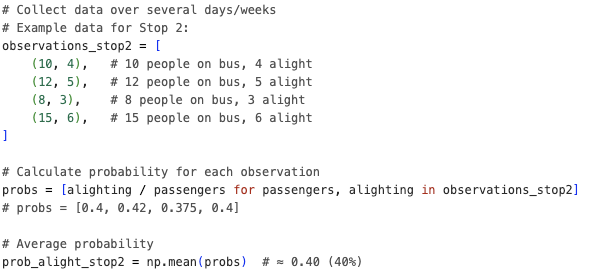 # Collect data over several days/weeks
# Example data for Stop 2:
observations_stop2 = [
    (10, 4),   # 10 people on bus, 4 alight
    (12, 5),   # 12 people on bus, 5 alight
    (8, 3),    # 8 people on bus, 3 alight
    (15, 6),   # 15 people on bus, 6 alight
]

# Calculate probability for each observation
probs = [alighting / passengers for passengers, alighting in observations_stop2]
# probs = [0.4, 0.42, 0.375, 0.4]

# Average probability
prob_alight_stop2 = np.mean(probs)  # ≈ 0.40 (40%)